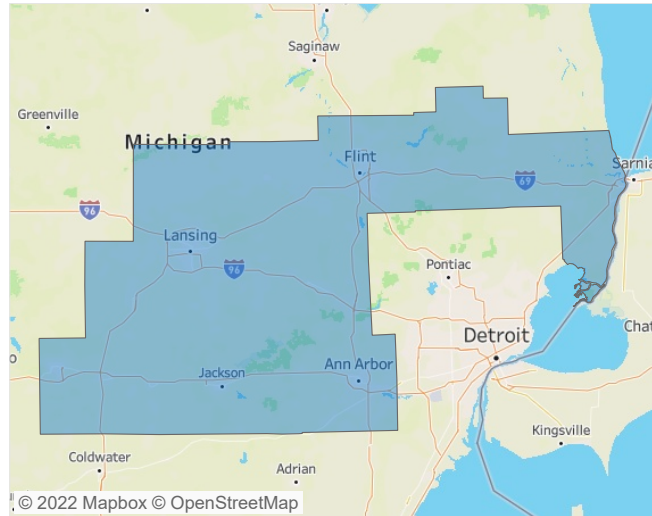 Saginaw
Greenville
Michigan
Flint
Sarnia
69
96
Lansing
96
Pontiac
Detroit
Chat
o
Jackson
Ann Arbor
Kingsville
Coldwater
Adrian
© 2022 Mapbox © OpenStreetMap